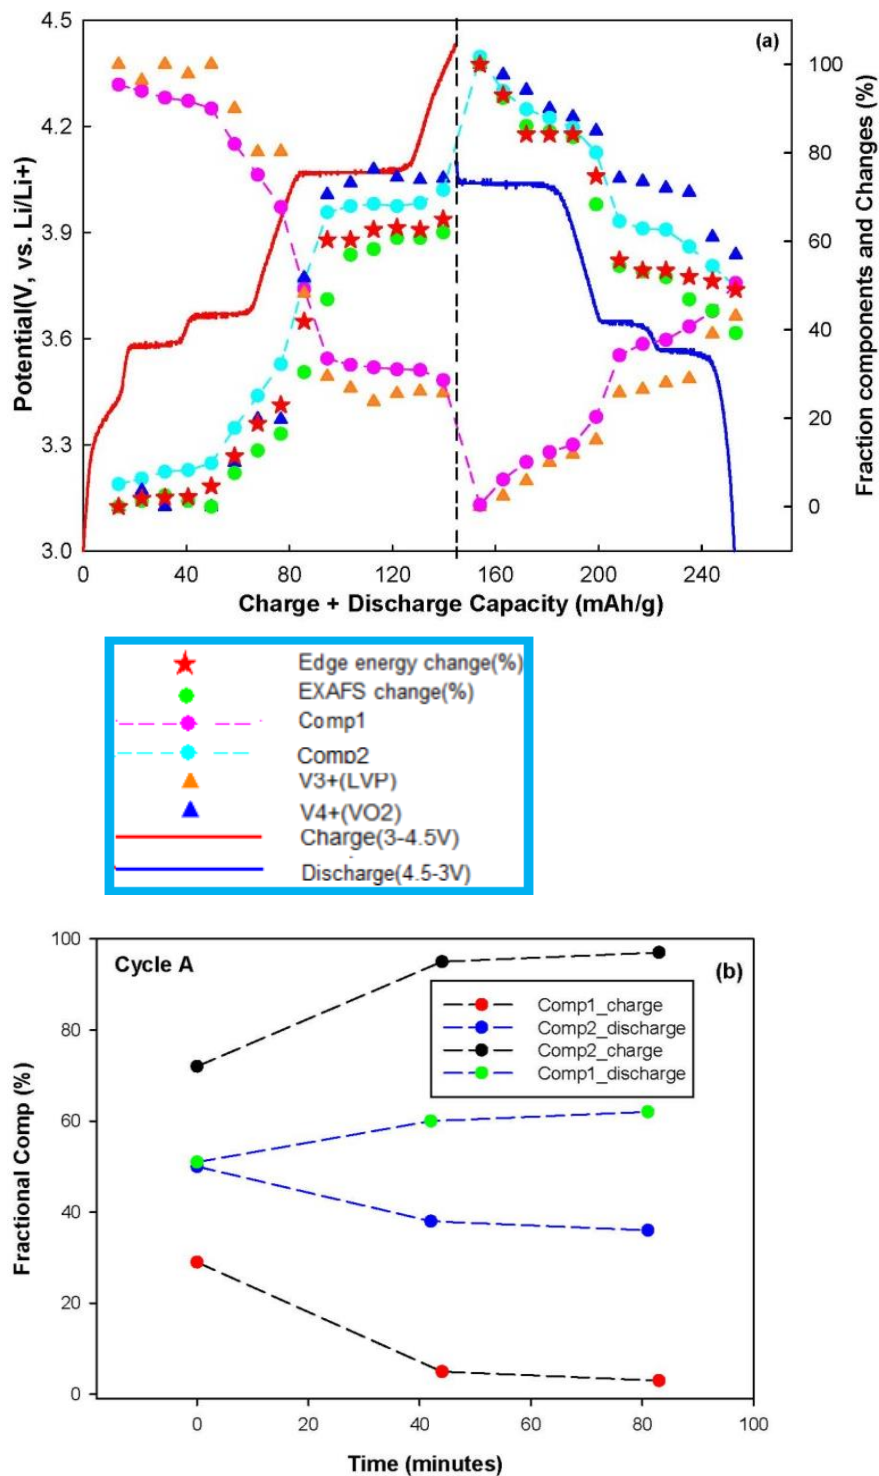 (a)
Potential(V, vs. Li/Li+)
4.5
4.2
3.9
3.6
3.3
3.0
100
80
60
40
20
0
Fraction components and Changes (%)
0 40 80 120 160 200 240
Charge + Discharge Capacity (mAh/g)
Edge energy change(%)
EXAFS change(%)
Comp1
Comp2
V3+(LVP)
V4+(VO2)
Charge(3-4.5V)
Discharge(4.5-3V)
Cycle A
(b)
Comp1_charge
Comp2_discharge
Comp2_charge
Comp1_discharge
Fractional Comp (%)
100
80
60
40
20
0
0 20 40 60 80 100
Time (minutes)